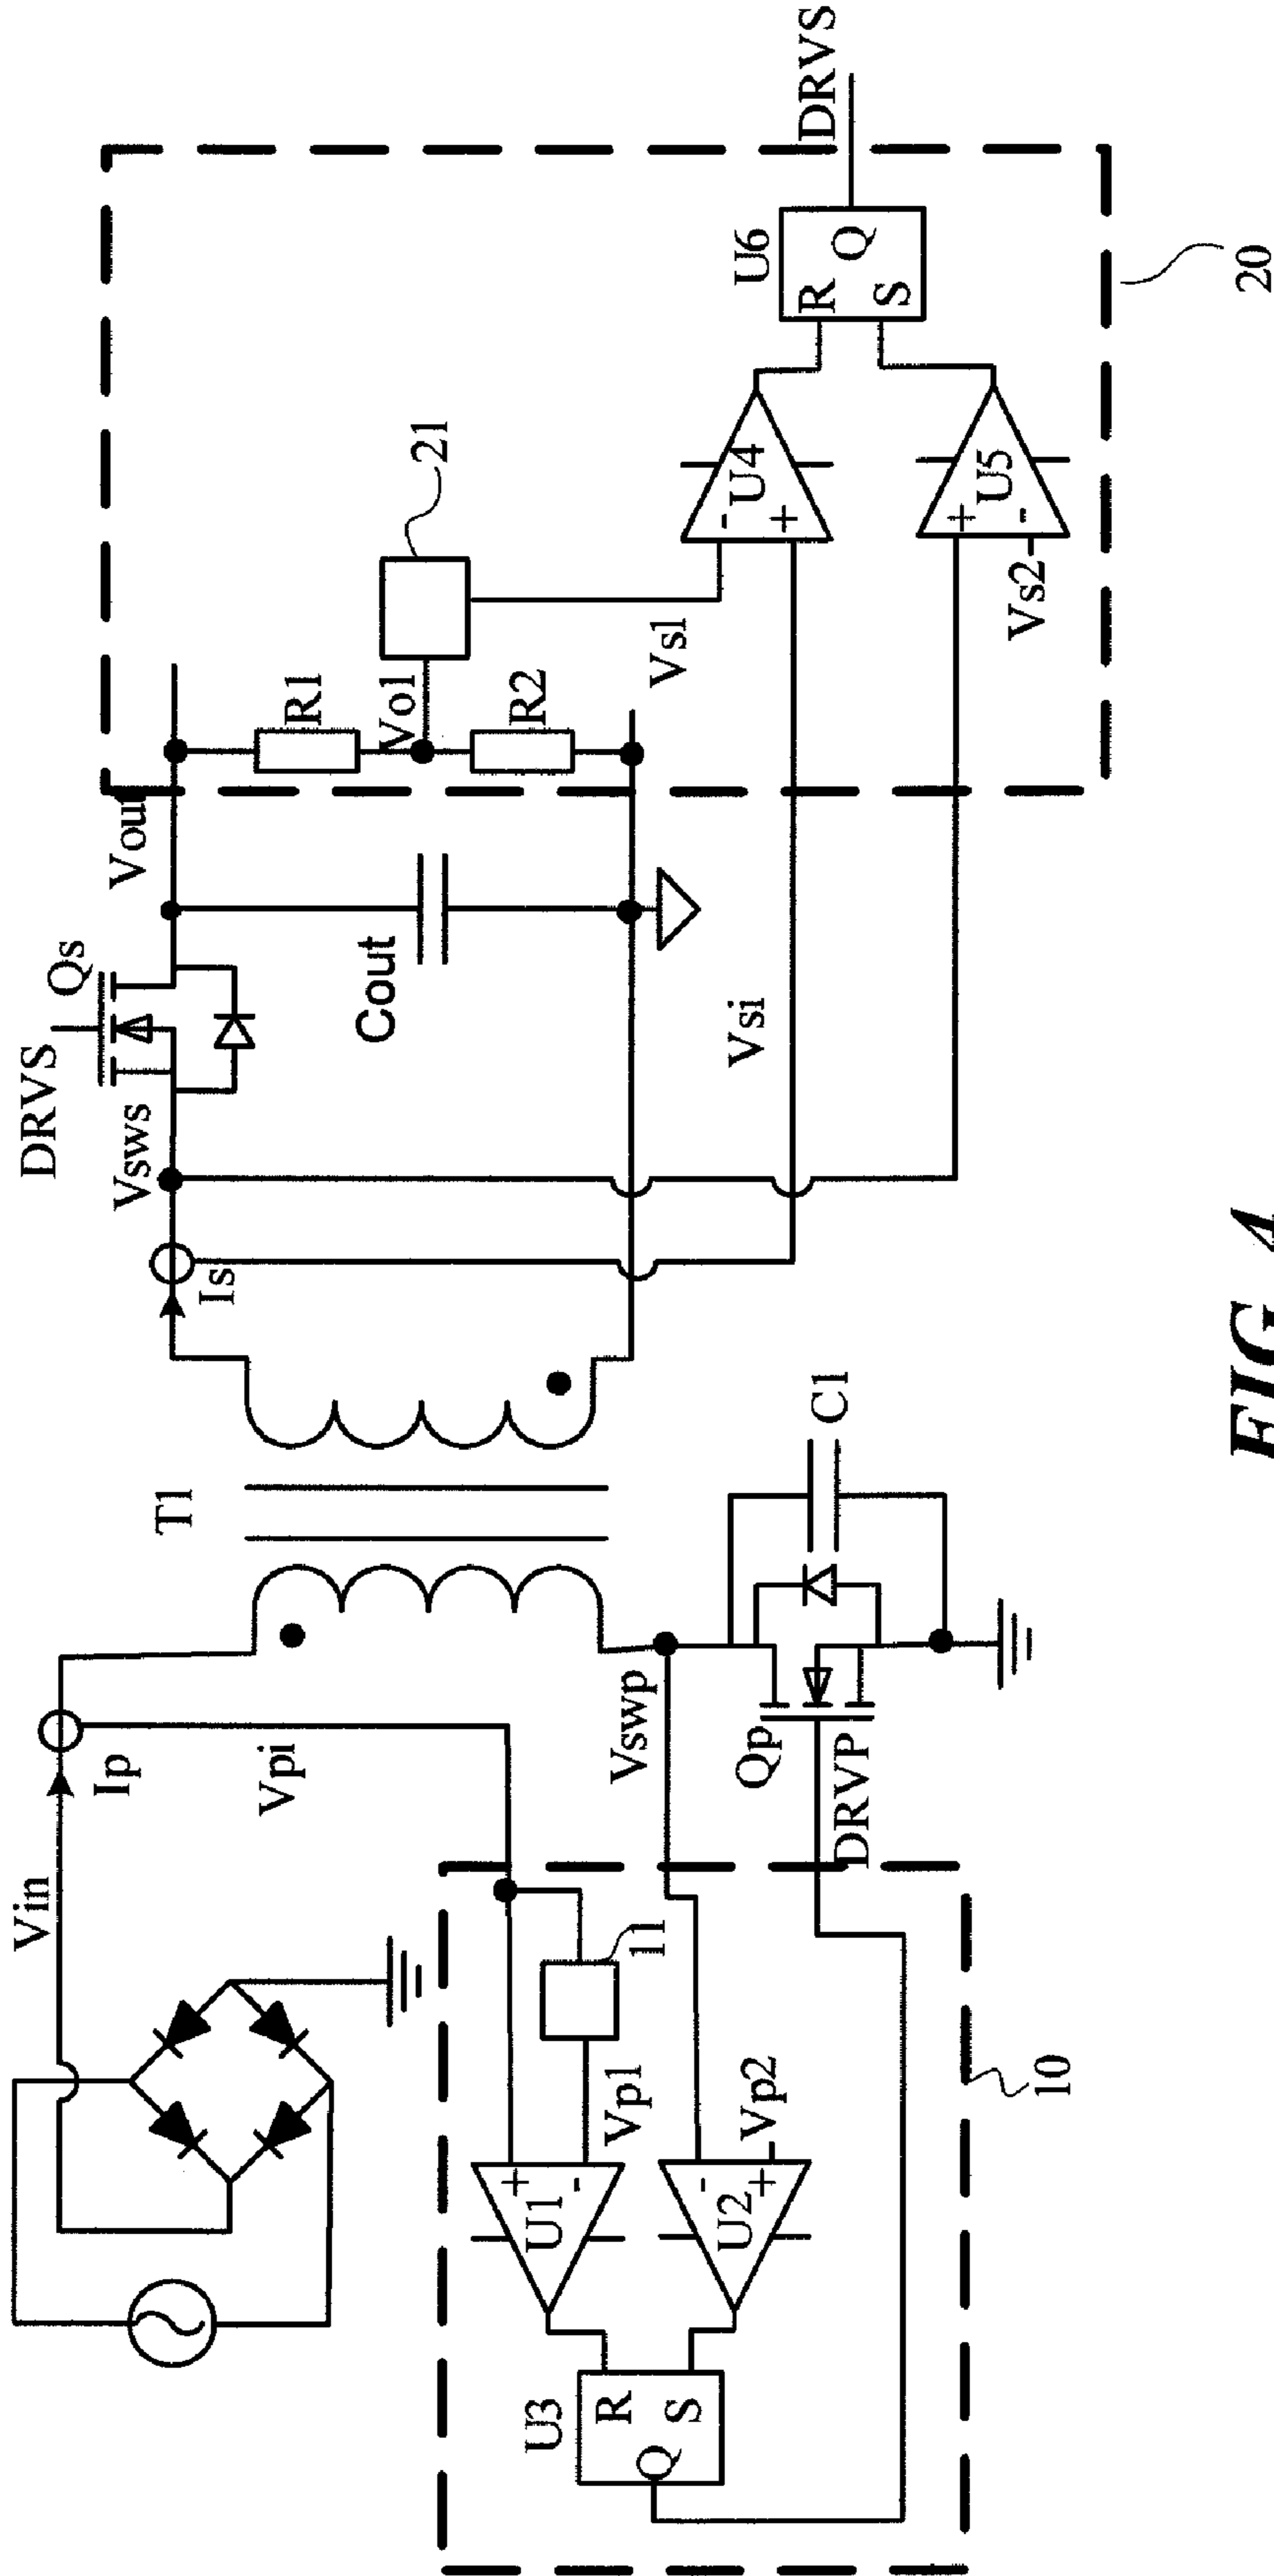 Vin
Ip
Vpi
T1
Is
DRVS
Qs
Vsws
Vout
Cout
R1
Vo1
R2
21
Vs1
Vsi
U4
-
+
U5
+
-
Vs2
U6
R
Q
S
DRVS
20
Vswp
Qp
DRVP
C1
11
Vp1
Vp2
U1
+
-
U2
-
+
U3
R
Q
S
10
FIG. 4